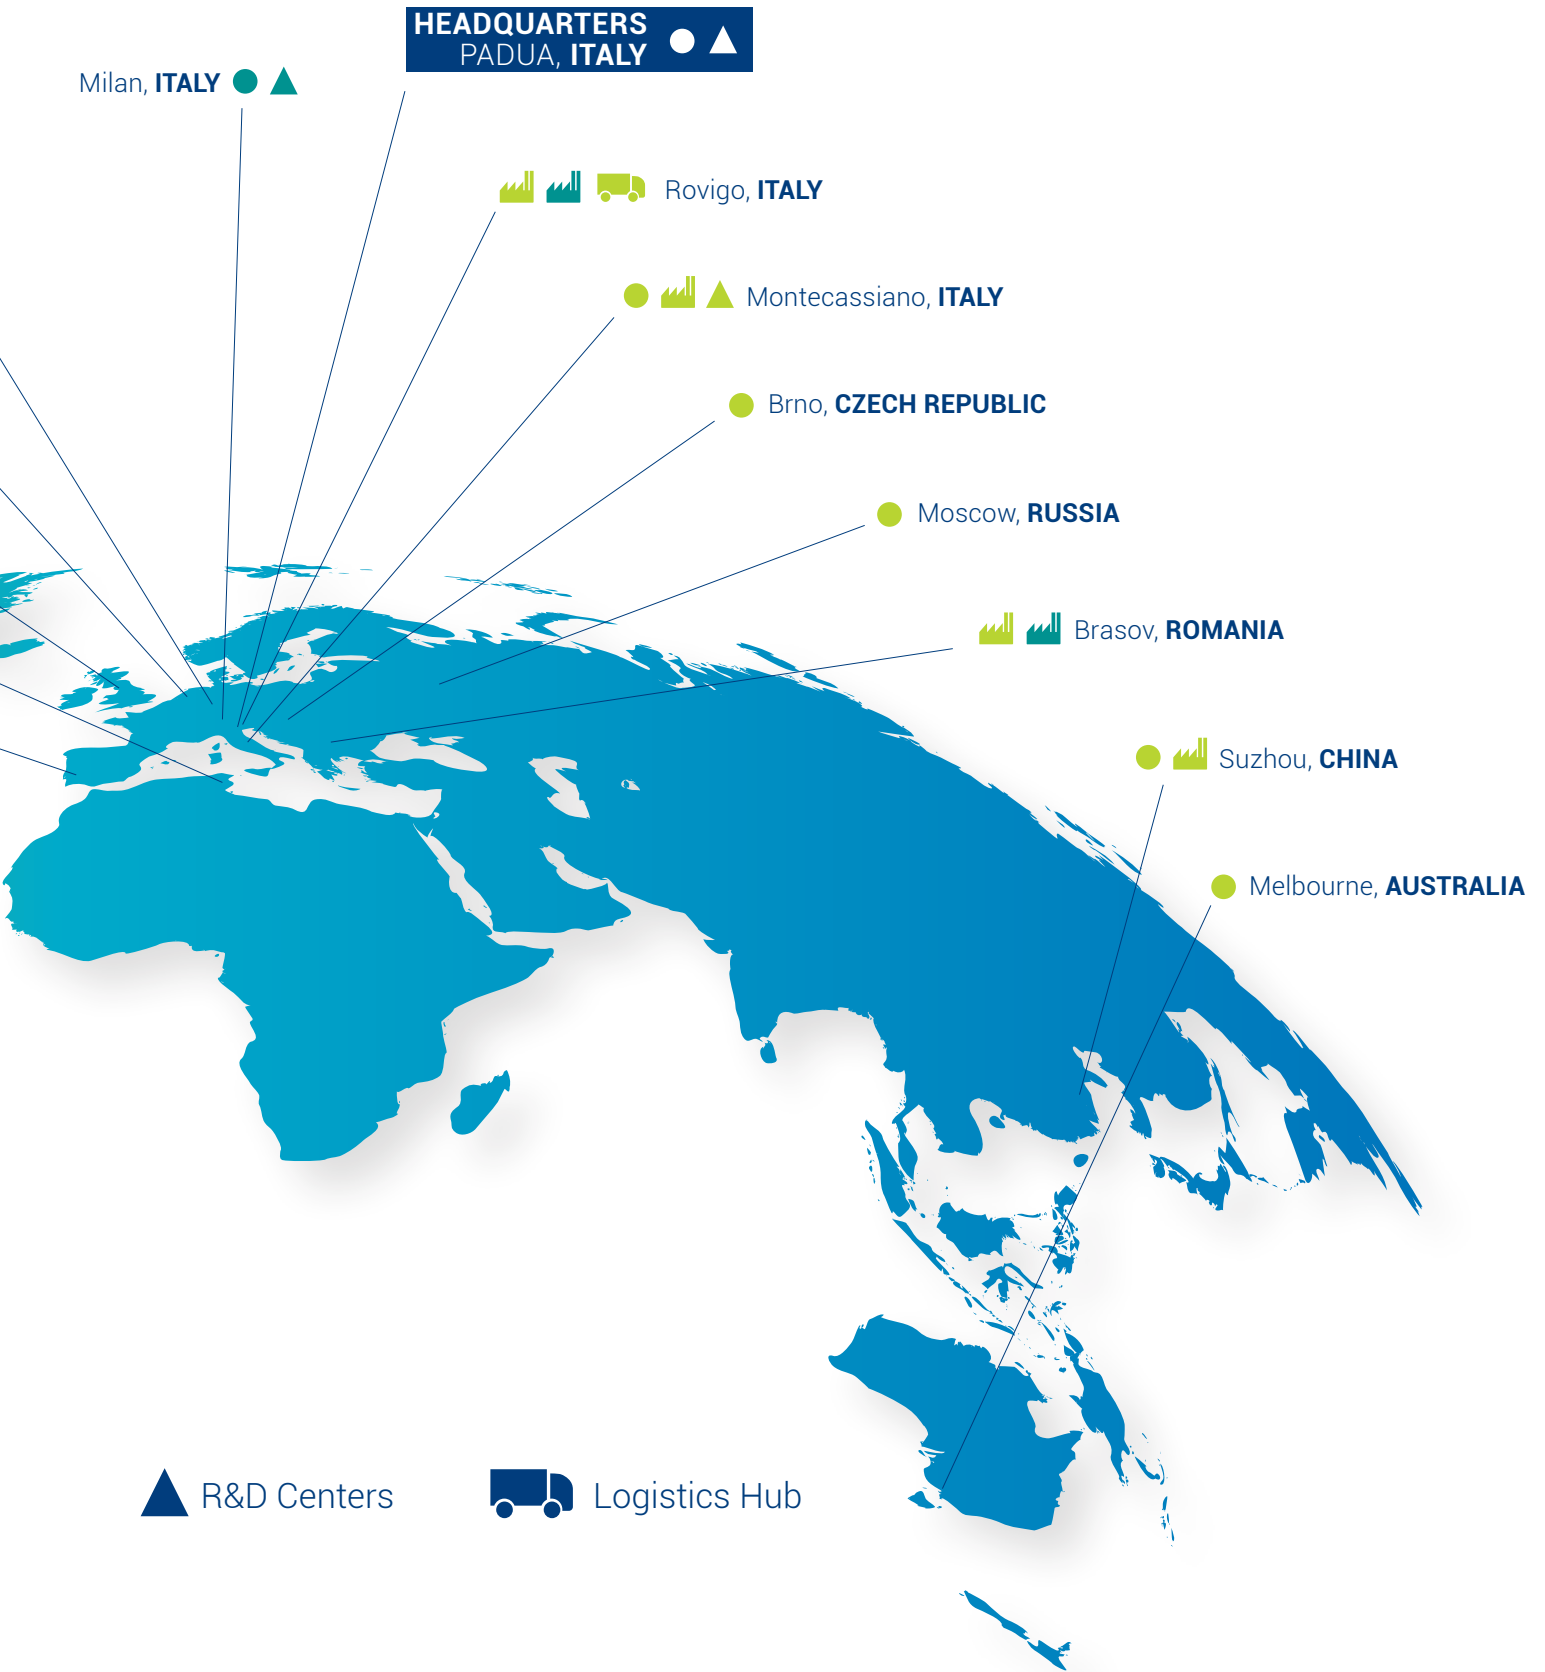 HEADQUARTERS
PADUA, ITALY
Milan, ITALY
Rovigo, ITALY
Montecassiano, ITALY
Brno, CZECH REPUBLIC
Moscow, RUSSIA
Brasov, ROMANIA
Suzhou, CHINA
Melbourne, AUSTRALIA
R&D Centers
Logistics Hub